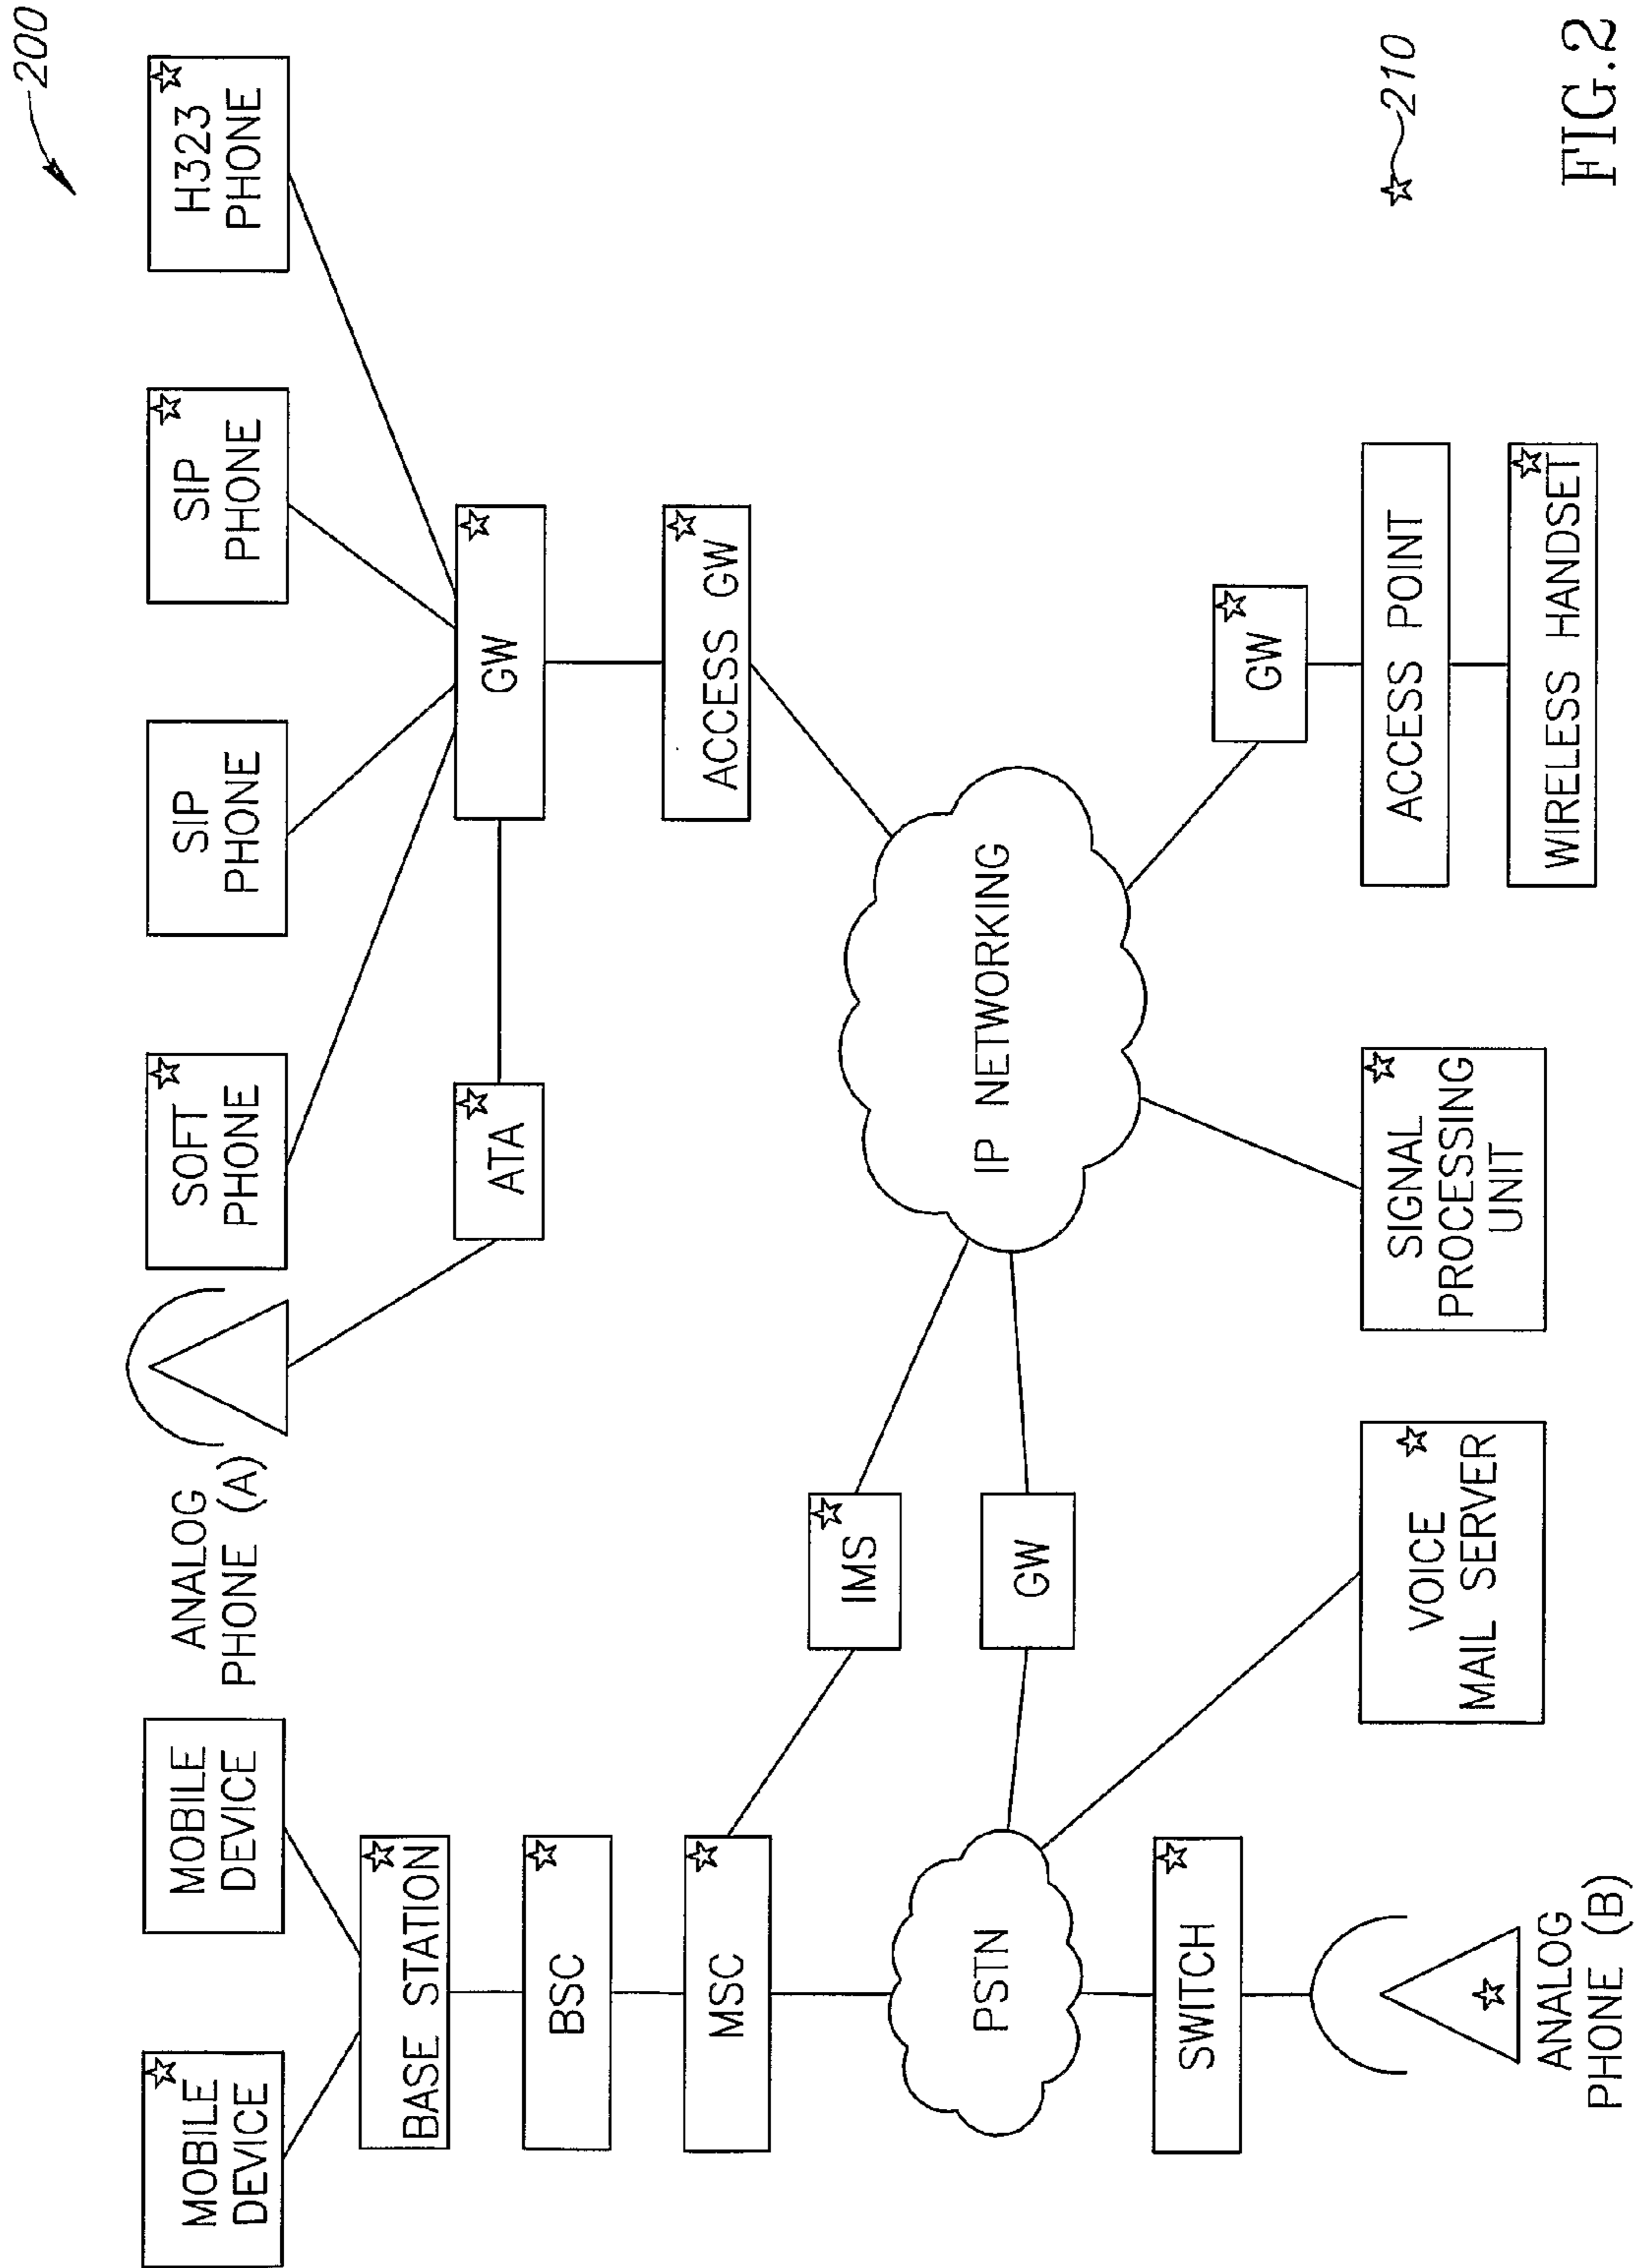 200
MOBILE
DEVICE
MOBILE
DEVICE
ANALOG
PHONE (A)
SOFT
PHONE
SIP
PHONE
SIP
PHONE
H323
PHONE
BASE STATION
ATA
GW
BSC
MSC
ACCESS GW
IMS
GW
PSTN
IP NETWORKING
SWITCH
GW
ANALOG
PHONE (B)
VOICE
MAIL SERVER
SIGNAL
PROCESSING
UNIT
ACCESS POINT
WIRELESS HANDSET
210
FIG.2